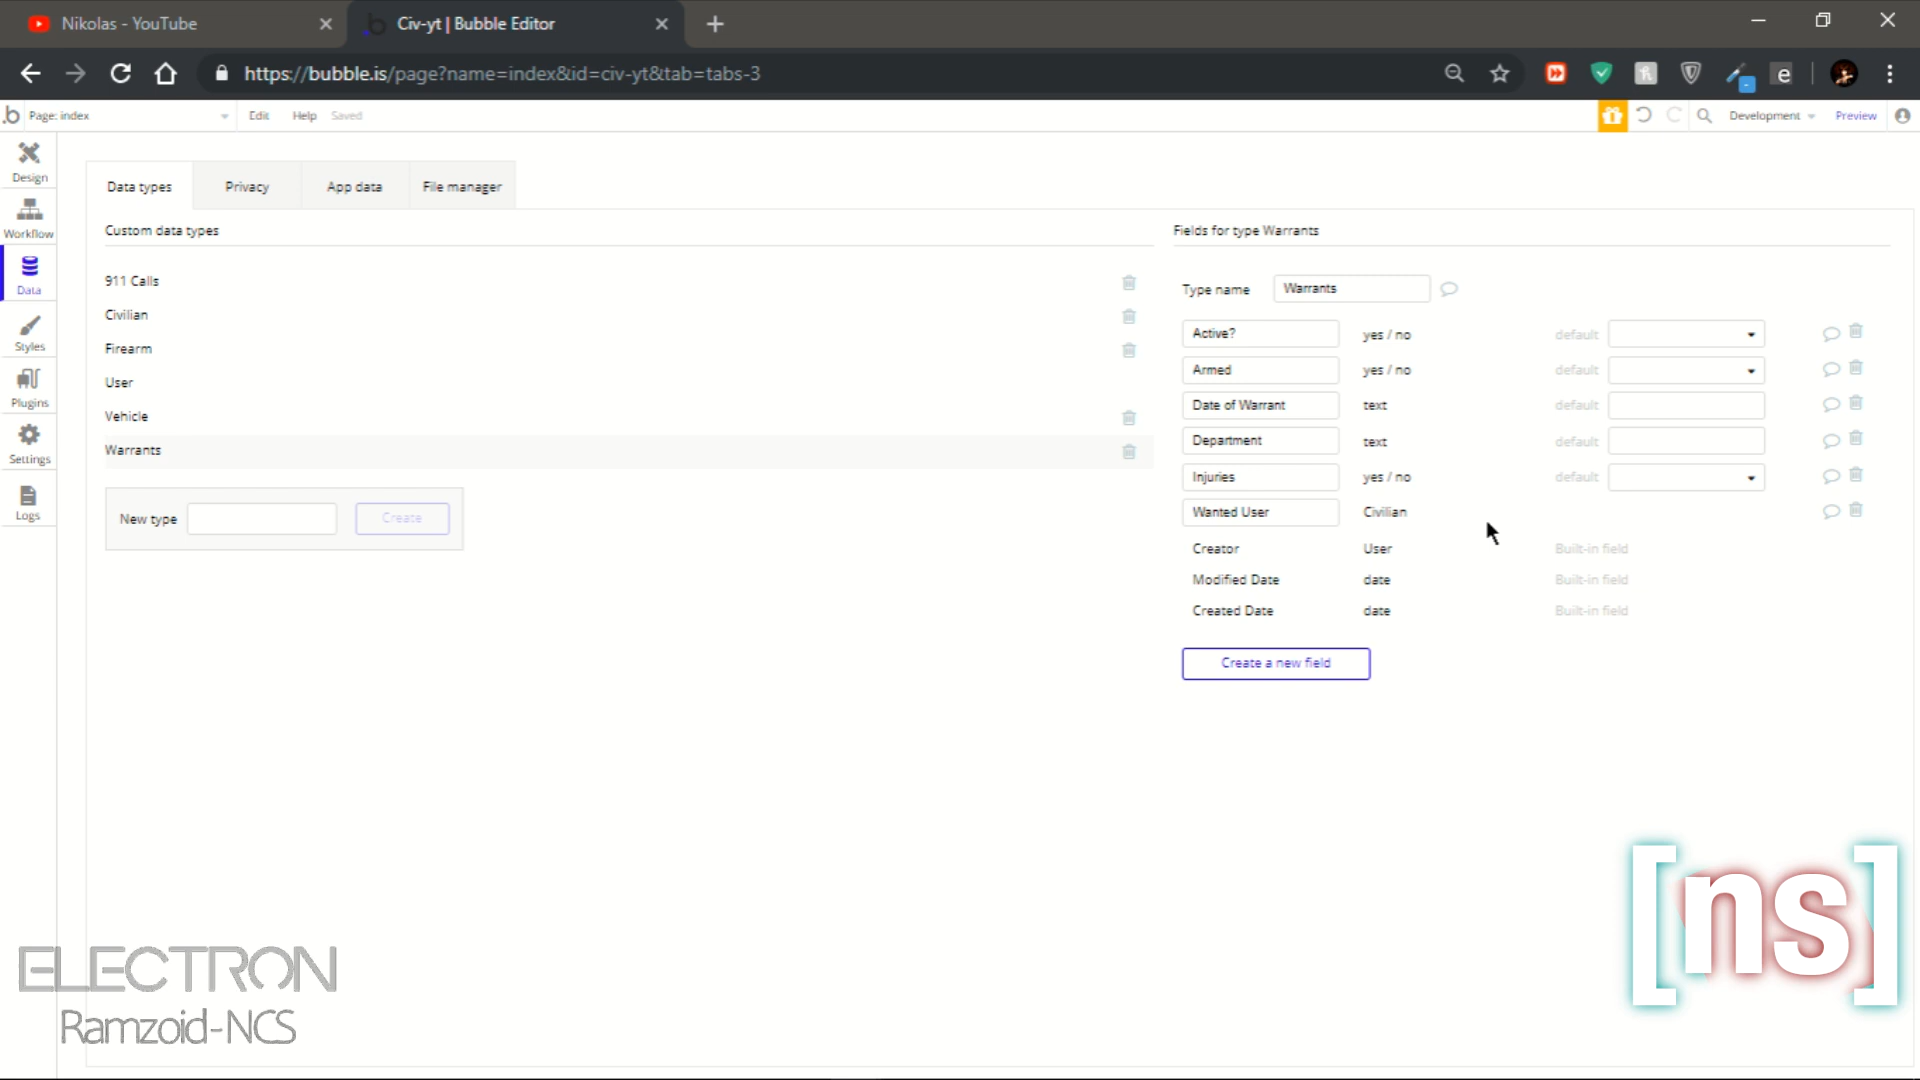 Nikolas - YouTube
Civ-yt | Bubble Editor
https://bubble.is/page?name=index&id=civ-yt&tab=tabs-3
Page: index
Edit
Help
Saved
Development
Preview
Design
Workflow
Data
Styles
Plugins
Settings
Logs
Data types
Privacy
App data
File manager
Custom data types
911 Calls
Civilian
Firearm
User
Vehicle
Warrants
New type
Create
Fields for type Warrants
Type name Warrants
Active? yes / no default
Armed yes / no default
Date of Warrant text default
Department text default
Injuries yes / no default
Wanted User Civilian
Creator User Built-in field
Modified Date date Built-in field
Created Date date Built-in field
Create a new field
[ns]
ELECTRON
Ramzoid-NCS